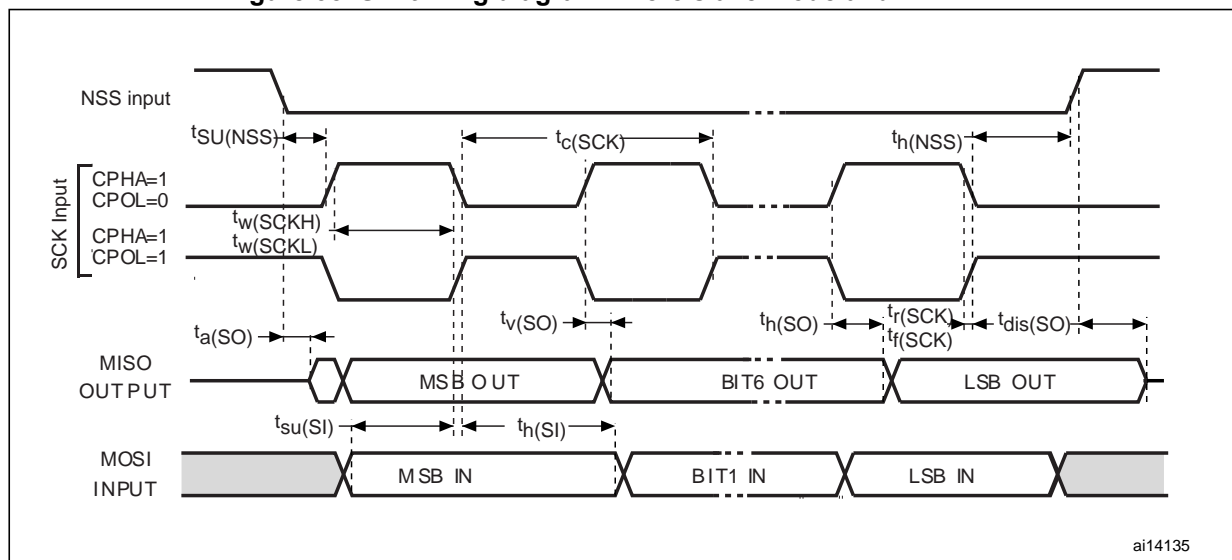 NSS input
tSU(NSS)
tc(SCK)
th(NSS)
SCK Input
CPHA=1
CPOL=0
tw(SCKH)
tw(SCKL)
CPHA=1
CPOL=1
ta(SO)
tv(SO)
th(SO)
tr(SCK)
tf(SCK)
tdis(SO)
MISO
OUTPUT
MSB OUT
BIT6 OUT
LSB OUT
tsu(SI)
th(SI)
MOSI
INPUT
MSB IN
BIT1 IN
LSB IN
ai14135